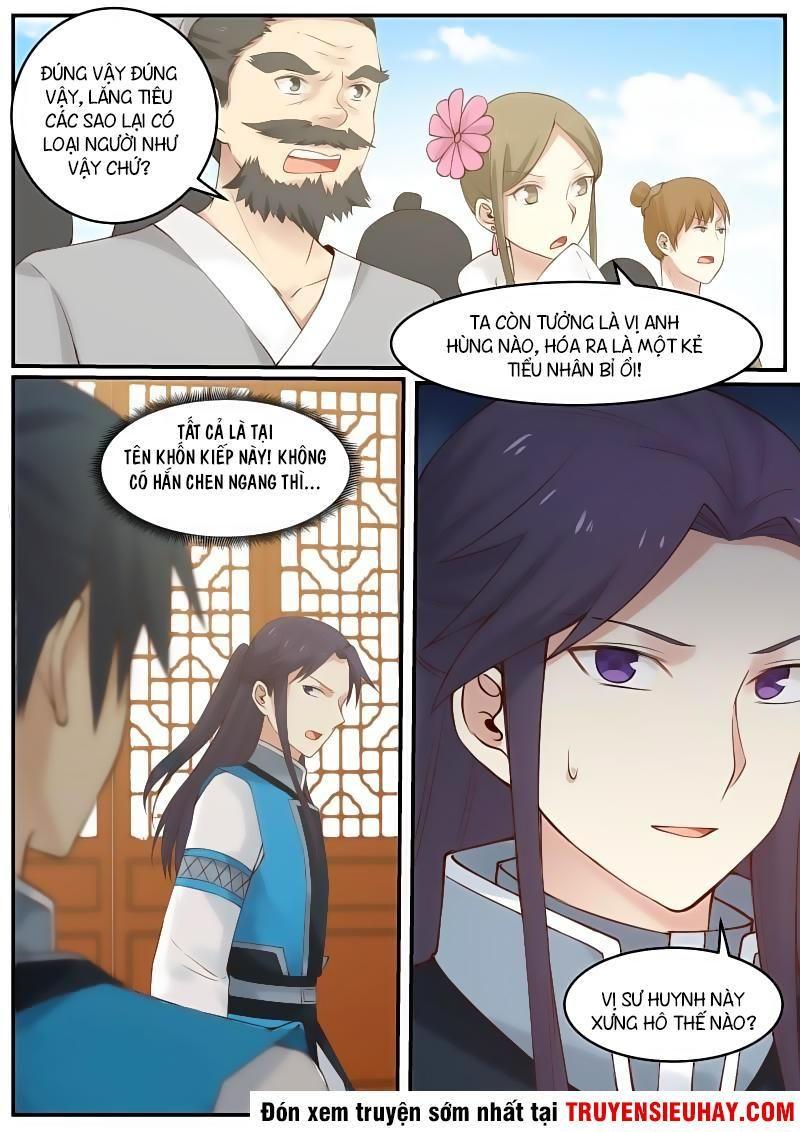 ĐÚNG VẬY ĐÚNG
VẬY, LĂNG TIÊU
CÁC SAO LẠI CÓ
LOẠI NGƯỜI NHƯ
VẬY CHỨ?
TA CÒN TƯỞNG LÀ VỊ ANH
HÙNG NÀO, HÓA RA LÀ MỘT KẺ
TIỂU NHÂN BỈ ỔI!
TẤT CẢ LÀ TẠI
TÊN KHỐN KIẾP NÀY! KHÔNG
CÓ HẮN CHEN NGANG THÌ...
VỊ SƯ HUYNH NÀY
XƯNG HÔ THẾ NÀO?
Đón xem truyện sớm nhất tại TRUYENSIEUHAY.COM